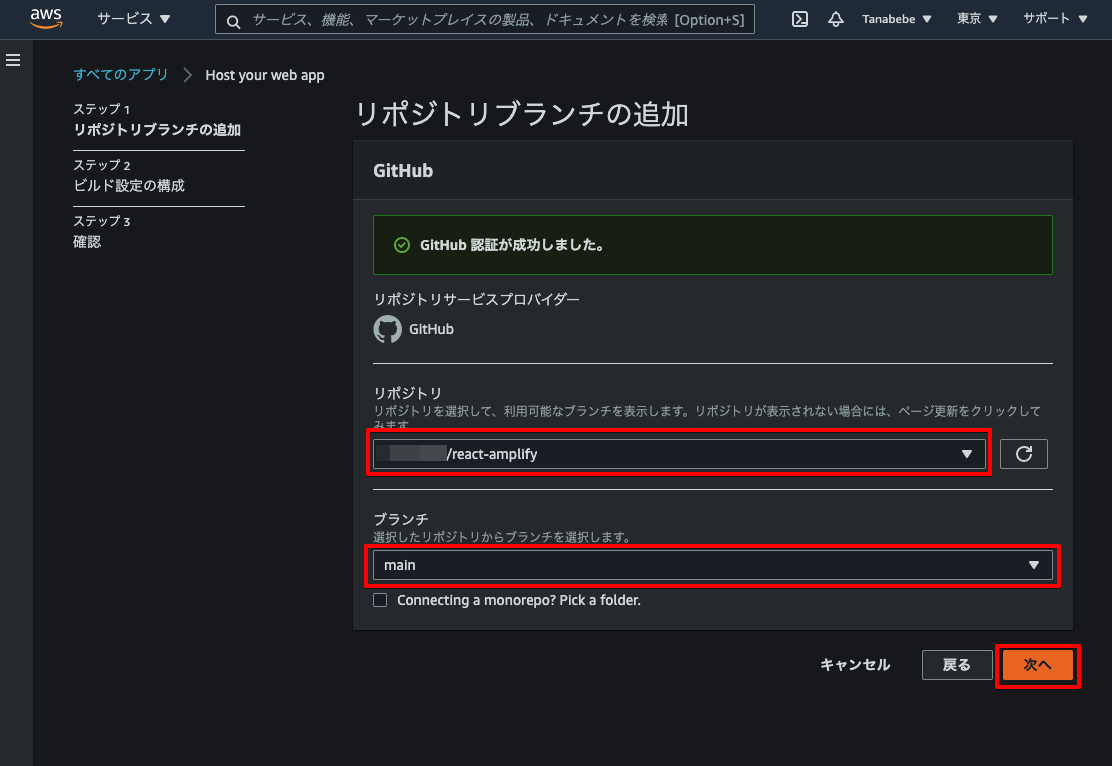 aws
サービス ▼
サービス、機能、マーケットプレイスの製品、ドキュメントを検索 [Option+S]
Tanabebe ▼
東京 ▼
サポート ▼
すべてのアプリ
Host your web app
ステップ 1
リポジトリブランチの追加
ステップ 2
ビルド設定の構成
ステップ 3
確認
リポジトリブランチの追加
GitHub
GitHub 認証が成功しました。
リポジトリサービスプロバイダー
GitHub
リポジトリ
リポジトリを選択して、利用可能なブランチを表示します。リポジトリが表示されない場合には、ページ更新をクリックして
みます
/react-amplify
ブランチ
選択したリポジトリからブランチを選択します。
main
Connecting a monorepo? Pick a folder.
キャンセル
戻る
次へ